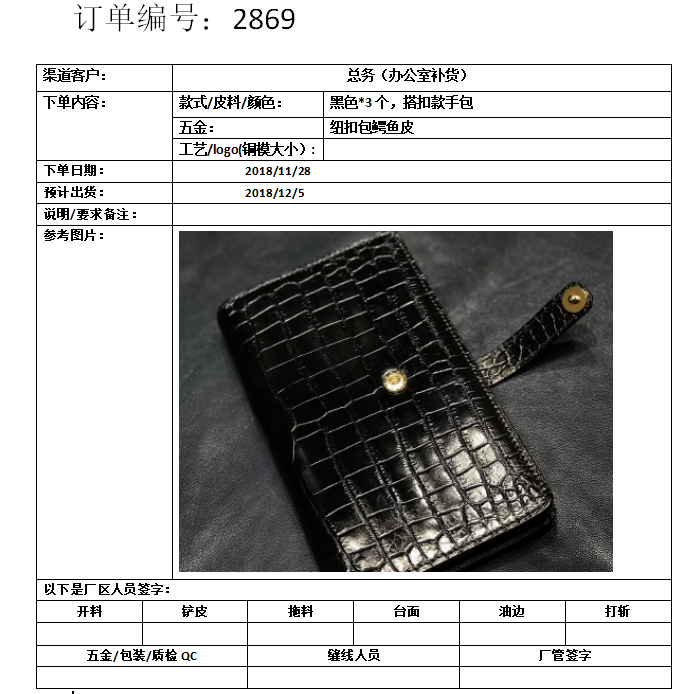 订单编号：2869
渠道客户： 总务（办公室补货）
下单内容： 款式/皮料/颜色： 黑色*3个，搭扣款手包
五金： 纽扣包鳄鱼皮
工艺/logo(铜模大小）:
下单日期： 2018/11/28
预计出货： 2018/12/5
说明/要求备注：
参考图片：
以下是厂区人员签字：
开料 铲皮 拖料 台面 油边 打斩
五金/包装/质检 QC 缝线人员 厂管签字